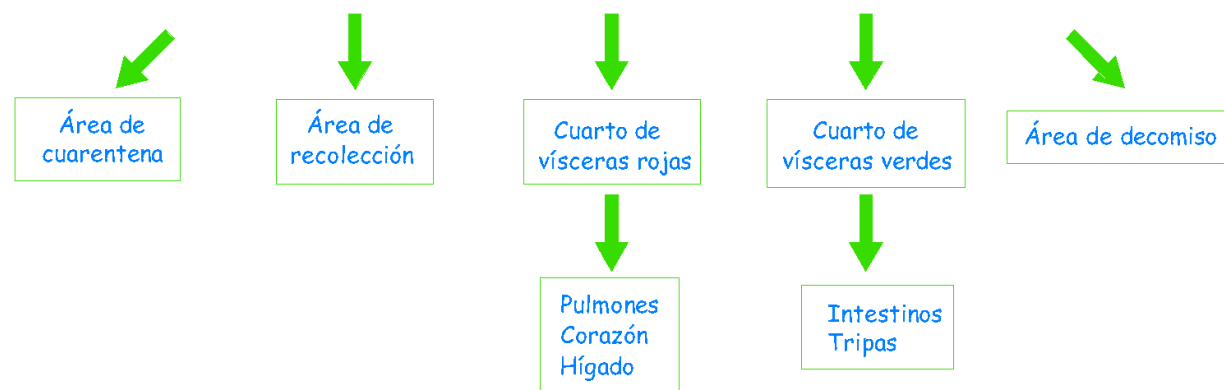 Área de
cuarentena
Área de
recolección
Cuarto de
vísceras rojas
Cuarto de
vísceras verdes
Área de decomiso
Pulmones
Corazón
Hígado
Intestinos
Tripas